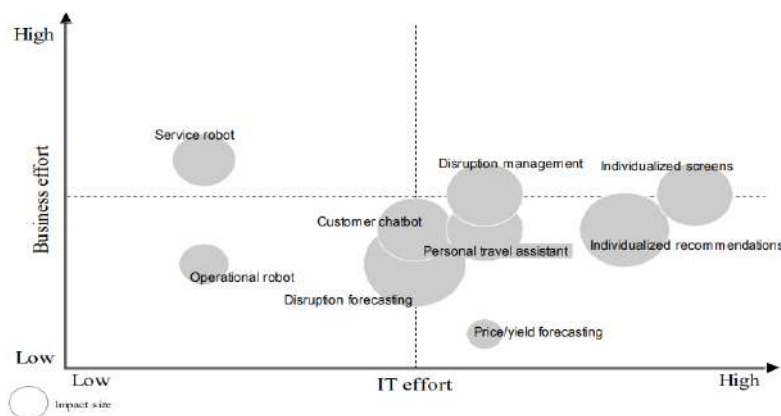 High
Service robot
Disruption management
Individualized screens
Business effort
Customer chatbot
Personal travel assistant
Individualized recommendations
Operational robot
Disruption forecasting
Price/yield forecasting
Low
Low
IT effort
High
Impact size